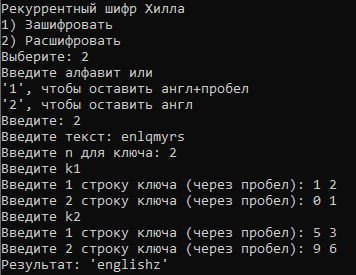 Рекуррентный шифр Хилла
1) Зашифровать
2) Расшифровать
Выберите: 2
Введите алфавит или
'1', чтобы оставить англ+пробел
'2', чтобы оставить англ
Введите: 2
Введите текст: enlqmyrs
Введите n для ключа: 2
Введите k1
Введите 1 строку ключа (через пробел): 1 2
Введите 2 строку ключа (через пробел): 0 1
Введите k2
Введите 1 строку ключа (через пробел): 5 3
Введите 2 строку ключа (через пробел): 9 6
Результат: 'englishz'